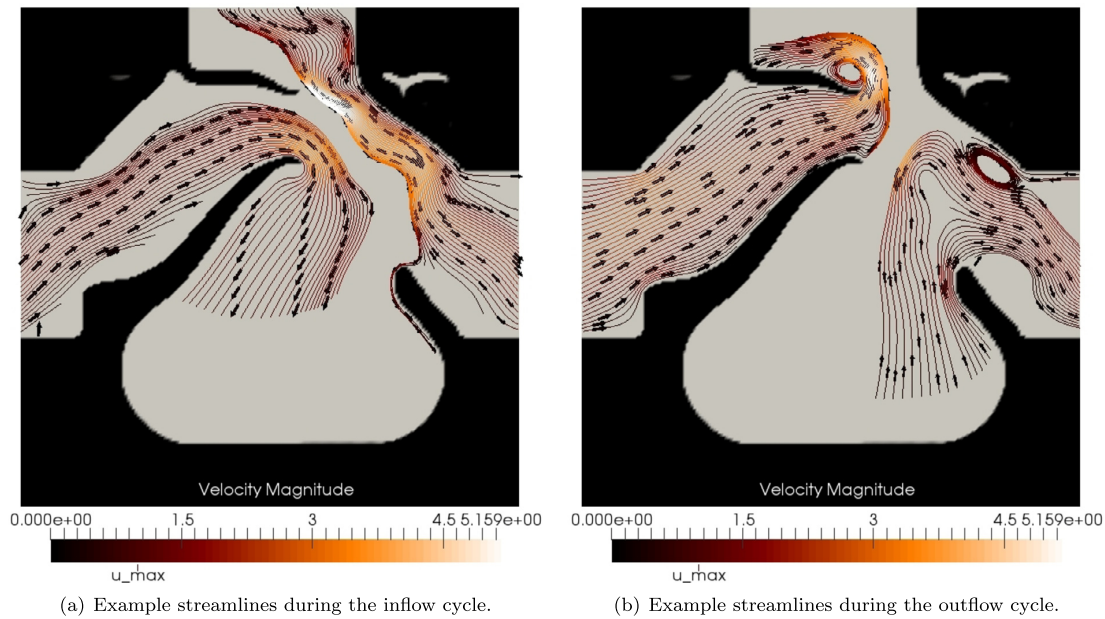 Velocity Magnitude
0.000e+00 1.5 3 4.5 5.159e+00
u_max
(a) Example streamlines during the inflow cycle.
Velocity Magnitude
0.000e+00 1.5 3 4.5 5.159e+00
u_max
(b) Example streamlines during the outflow cycle.